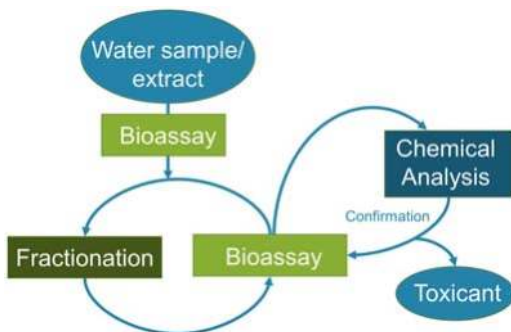 Water sample/
extract
Bioassay
Chemical
Analysis
Confirmation
Fractionation
Bioassay
Toxicant